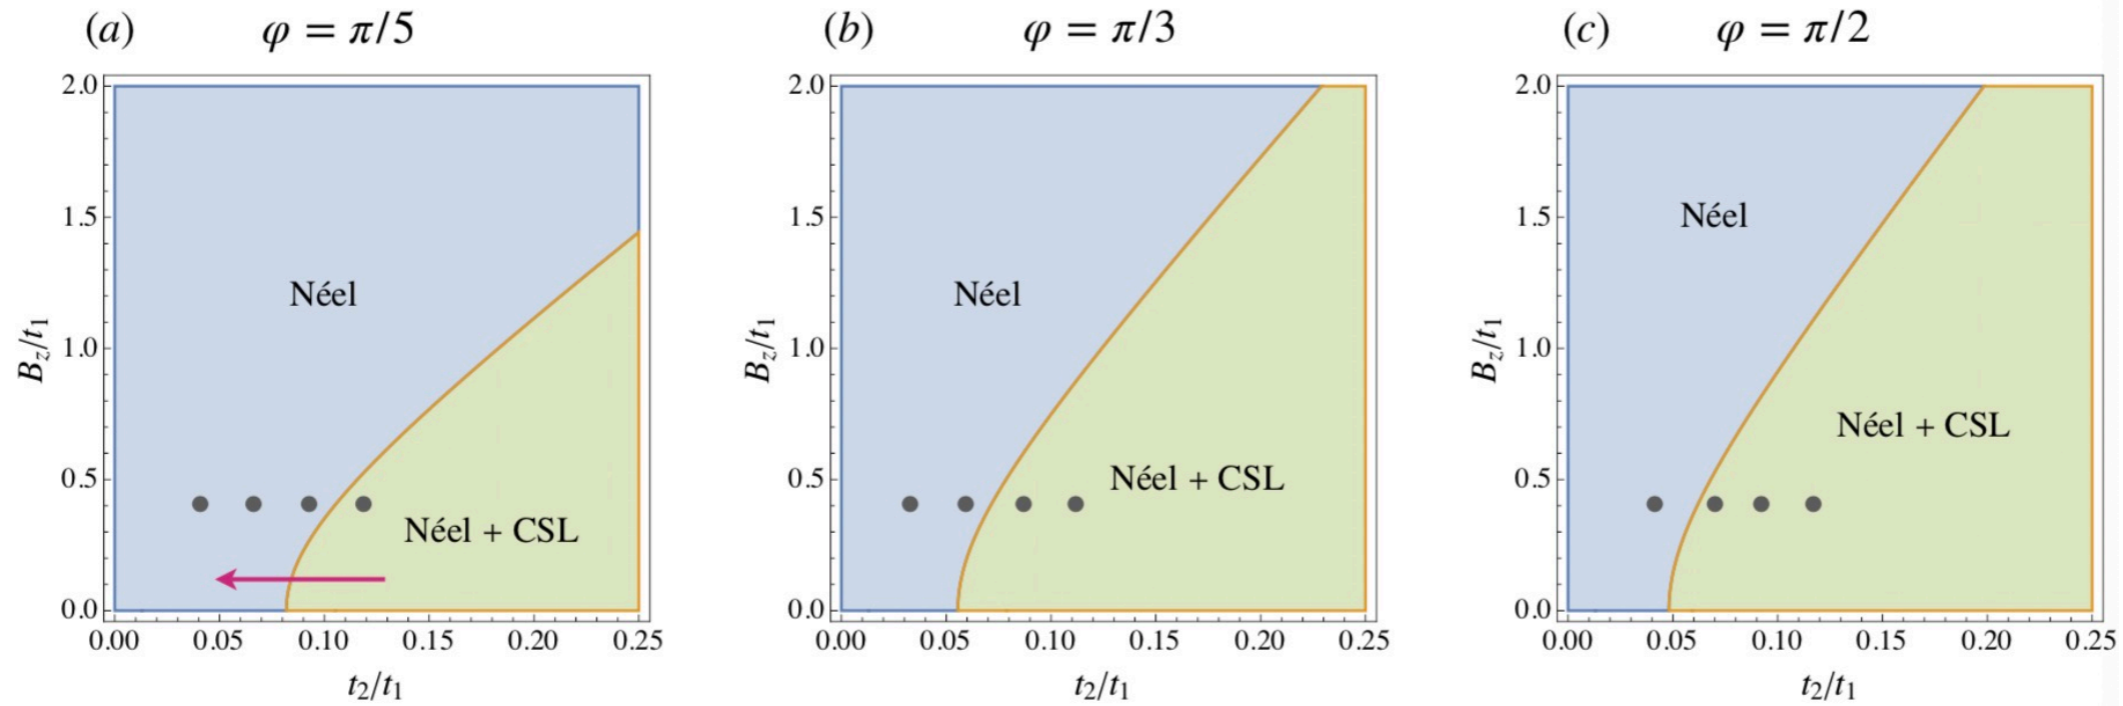 (a) φ = π/5
2.0
1.5
1.0
0.5
0.0
B_z/t_1
Néel
Néel + CSL
0.00 0.05 0.10 0.15 0.20 0.25
t_2/t_1
(b) φ = π/3
2.0
1.5
1.0
0.5
0.0
B_z/t_1
Néel
Néel + CSL
0.00 0.05 0.10 0.15 0.20 0.25
t_2/t_1
(c) φ = π/2
2.0
1.5
1.0
0.5
0.0
B_z/t_1
Néel
Néel + CSL
0.00 0.05 0.10 0.15 0.20 0.25
t_2/t_1